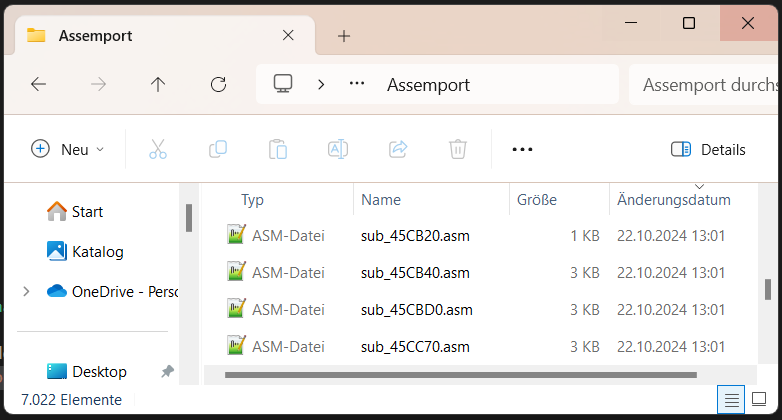 Assemport
Assemport
Assemport durchs
Neu
Details
Typ Name Größe Änderungsdatum
Start
Katalog
OneDrive - Perso
Desktop
ASM-Datei sub_45CB20.asm 1 KB 22.10.2024 13:01
ASM-Datei sub_45CB40.asm 3 KB 22.10.2024 13:01
ASM-Datei sub_45CBD0.asm 3 KB 22.10.2024 13:01
ASM-Datei sub_45CC70.asm 3 KB 22.10.2024 13:01
7.022 Elemente